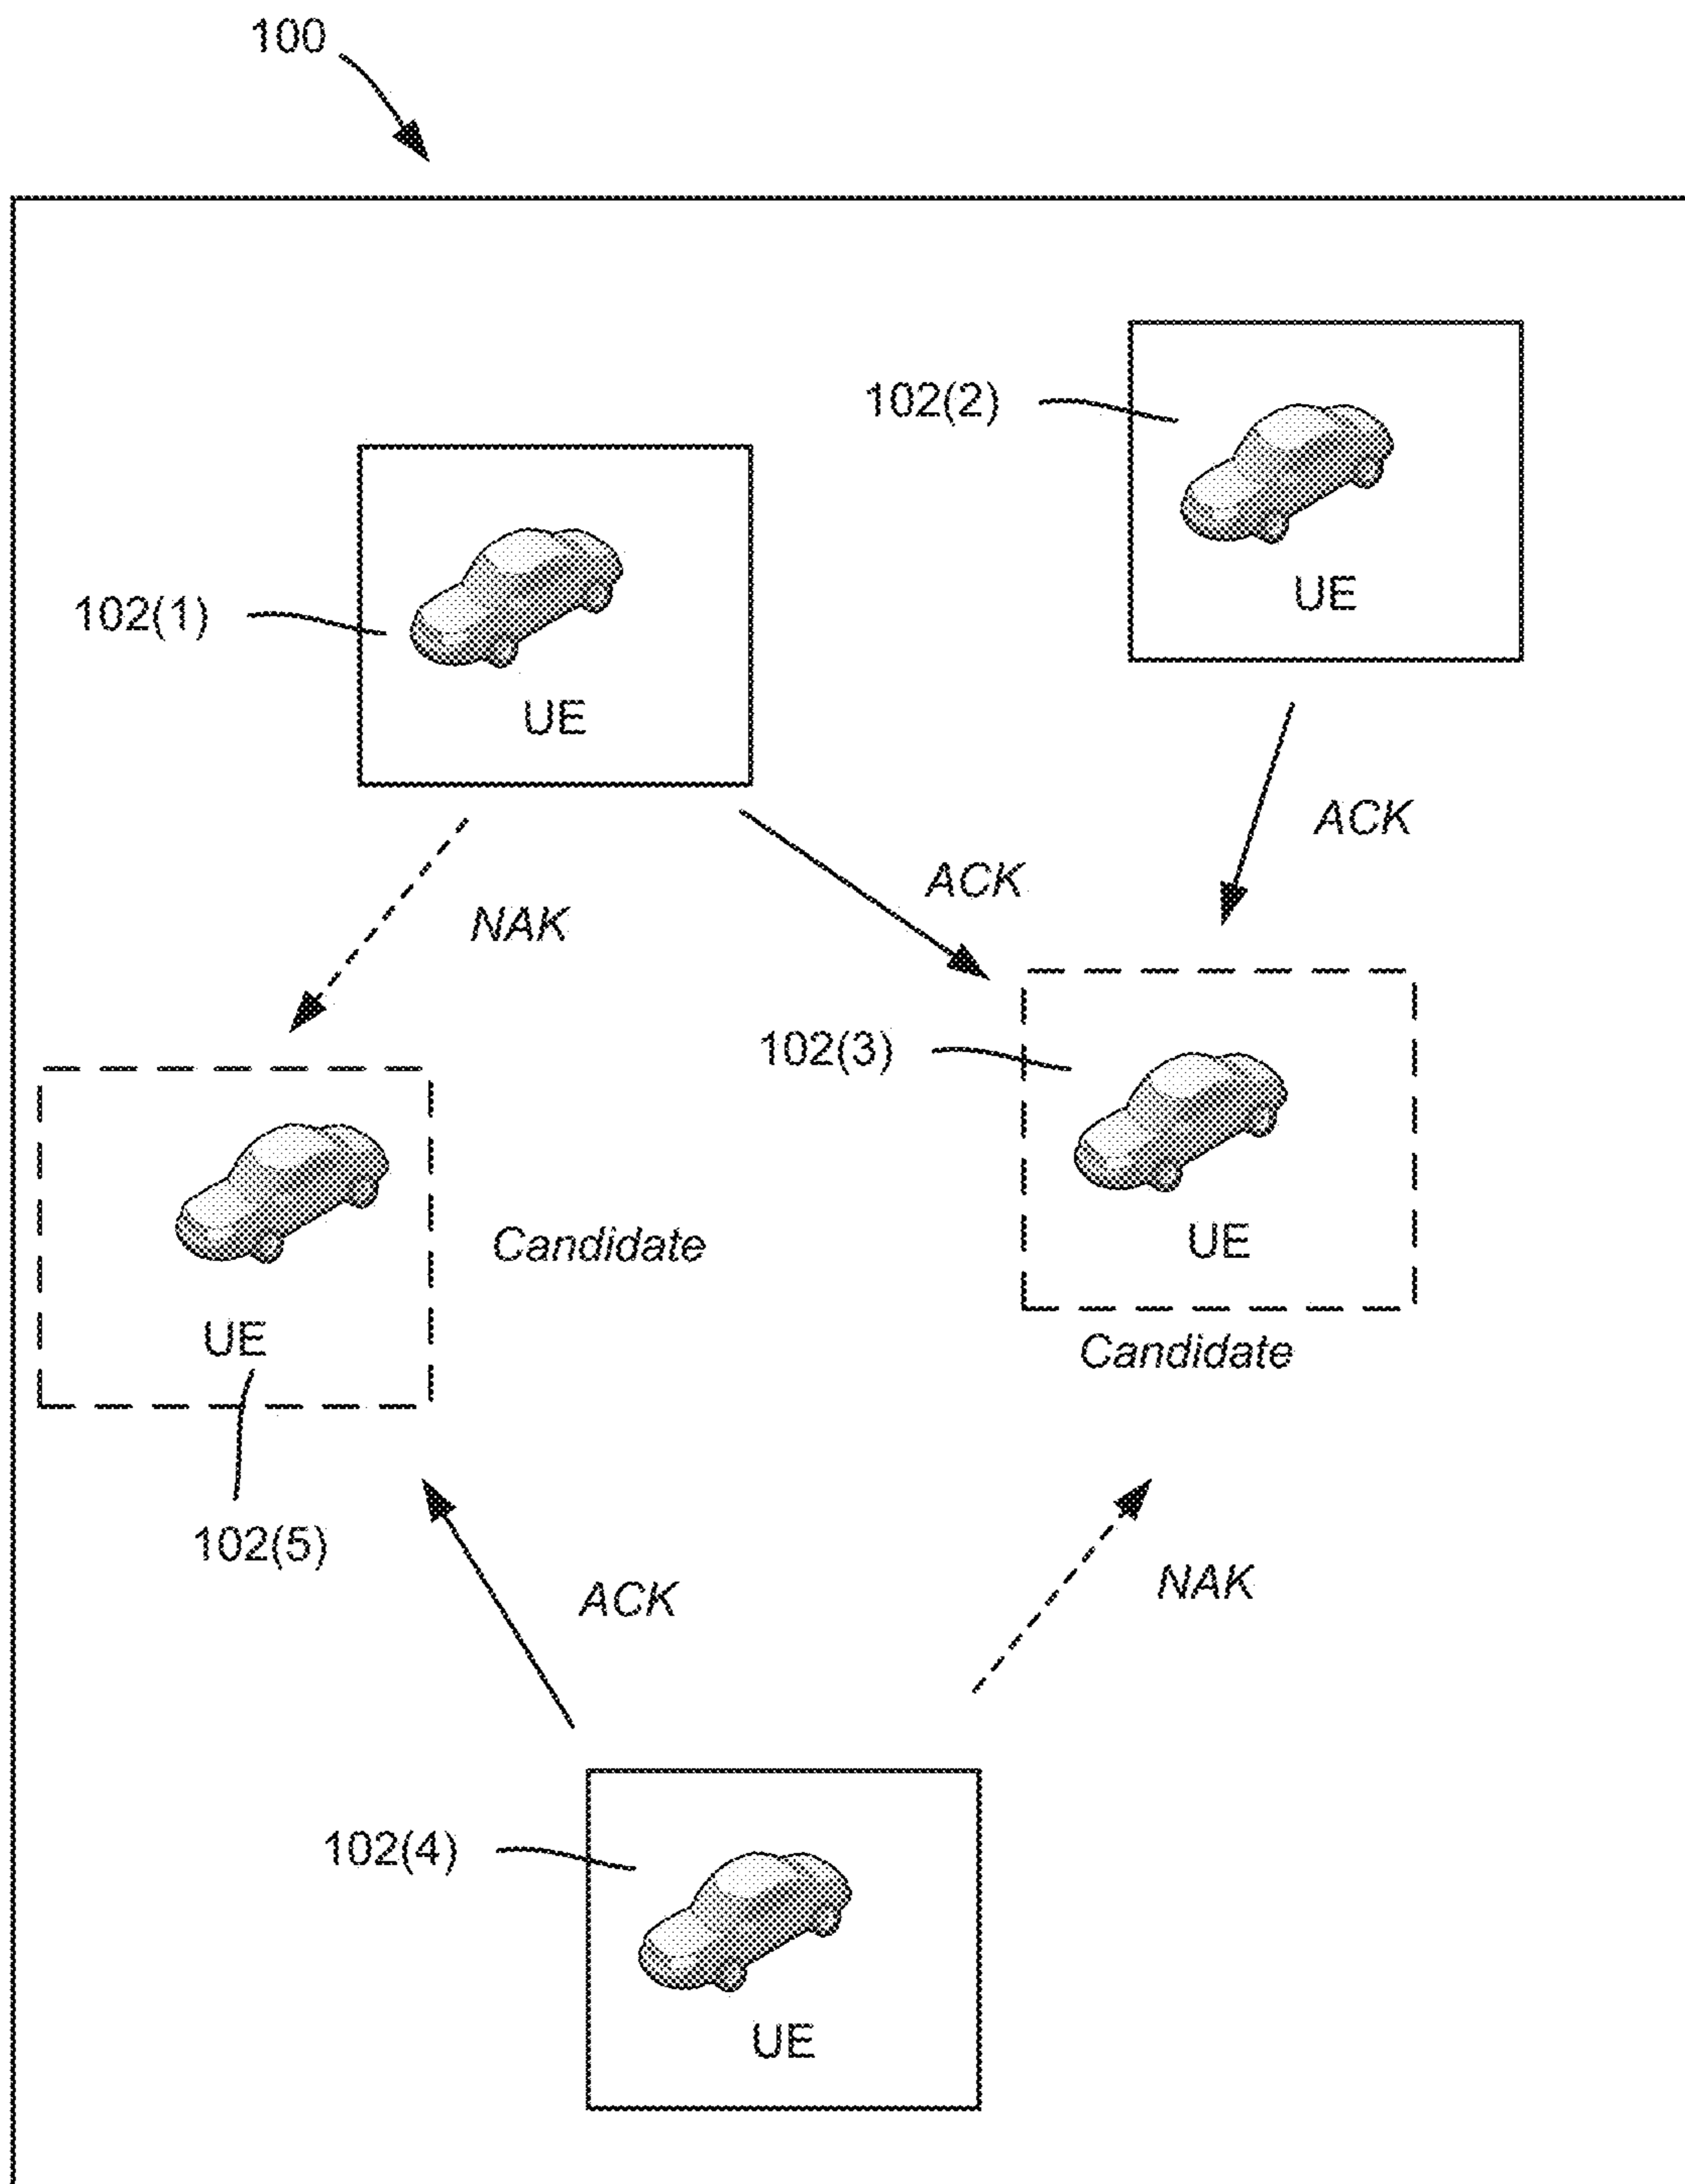 100
102(2)
UE
102(1)
UE
ACK
ACK
NAK
102(3)
UE
Candidate
Candidate
UE
102(5)
ACK
NAK
102(4)
UE